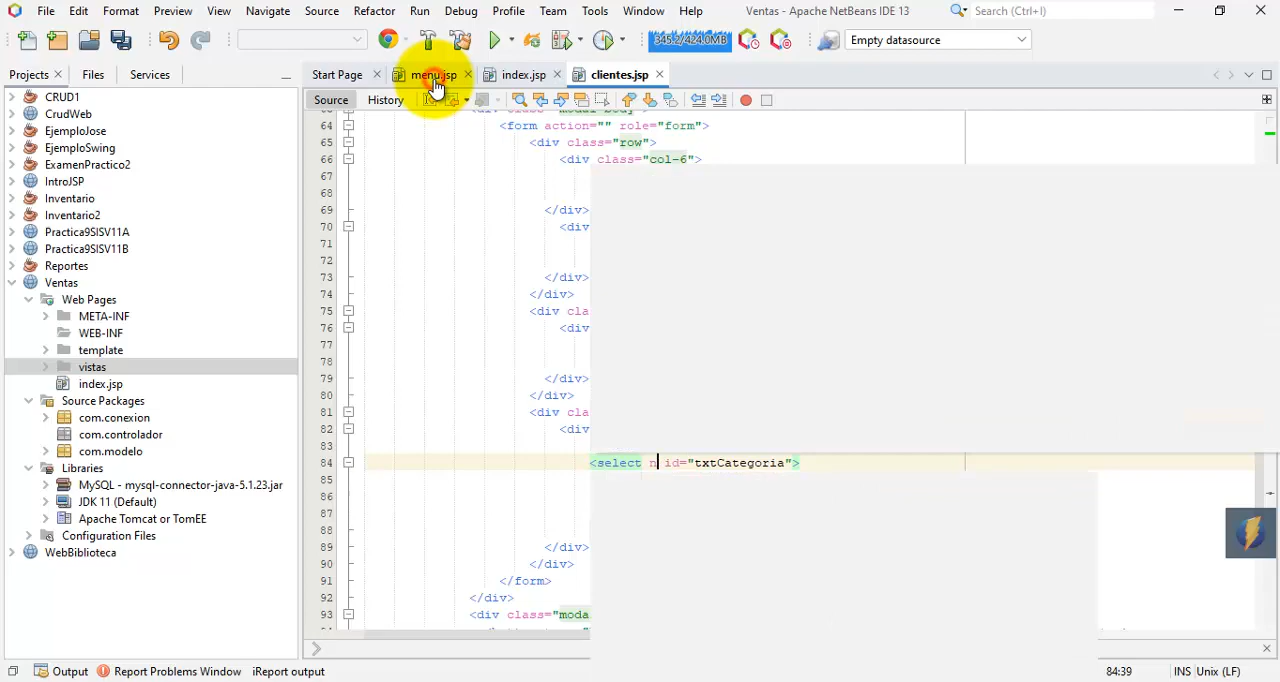 File Edit Format Preview View Navigate Source Refactor Run Debug Profile Team Tools Window Help Ventas - Apache NetBeans IDE 13 Search (Ctrl+I)
345.2/424.0MB Empty datasource
Projects Files Services Start Page menu.jsp index.jsp clientes.jsp
Source History
CRUD1
CrudWeb
EjemploJose
EjemploSwing
ExamenPractico2
IntroJSP
Inventario
Inventario2
Practica9SISV11A
Practica9SISV11B
Reportes
Ventas
Web Pages
META-INF
WEB-INF
template
vistas
index.jsp
Source Packages
com.conexion
com.controlador
com.modelo
Libraries
MySQL - mysql-connector-java-5.1.23.jar
JDK 11 (Default)
Apache Tomcat or TomEE
Configuration Files
WebBiblioteca
64 <form action="" role="form">
65 <div class="row">
66 <div class="col-6">
67
68
69 </div>
70 <div
71
72
73 </div>
74 </div>
75 <div cla
76 <div
77
78
79 </div>
80 </div>
81 <div cla
82 <div
83
84 <select n id="txtCategoria">
85
86
87
88
89 </div>
90 </div>
91 </form>
92 </div>
93 <div class="moda
Output Report Problems Window iReport output 84:39 INS Unix (LF)